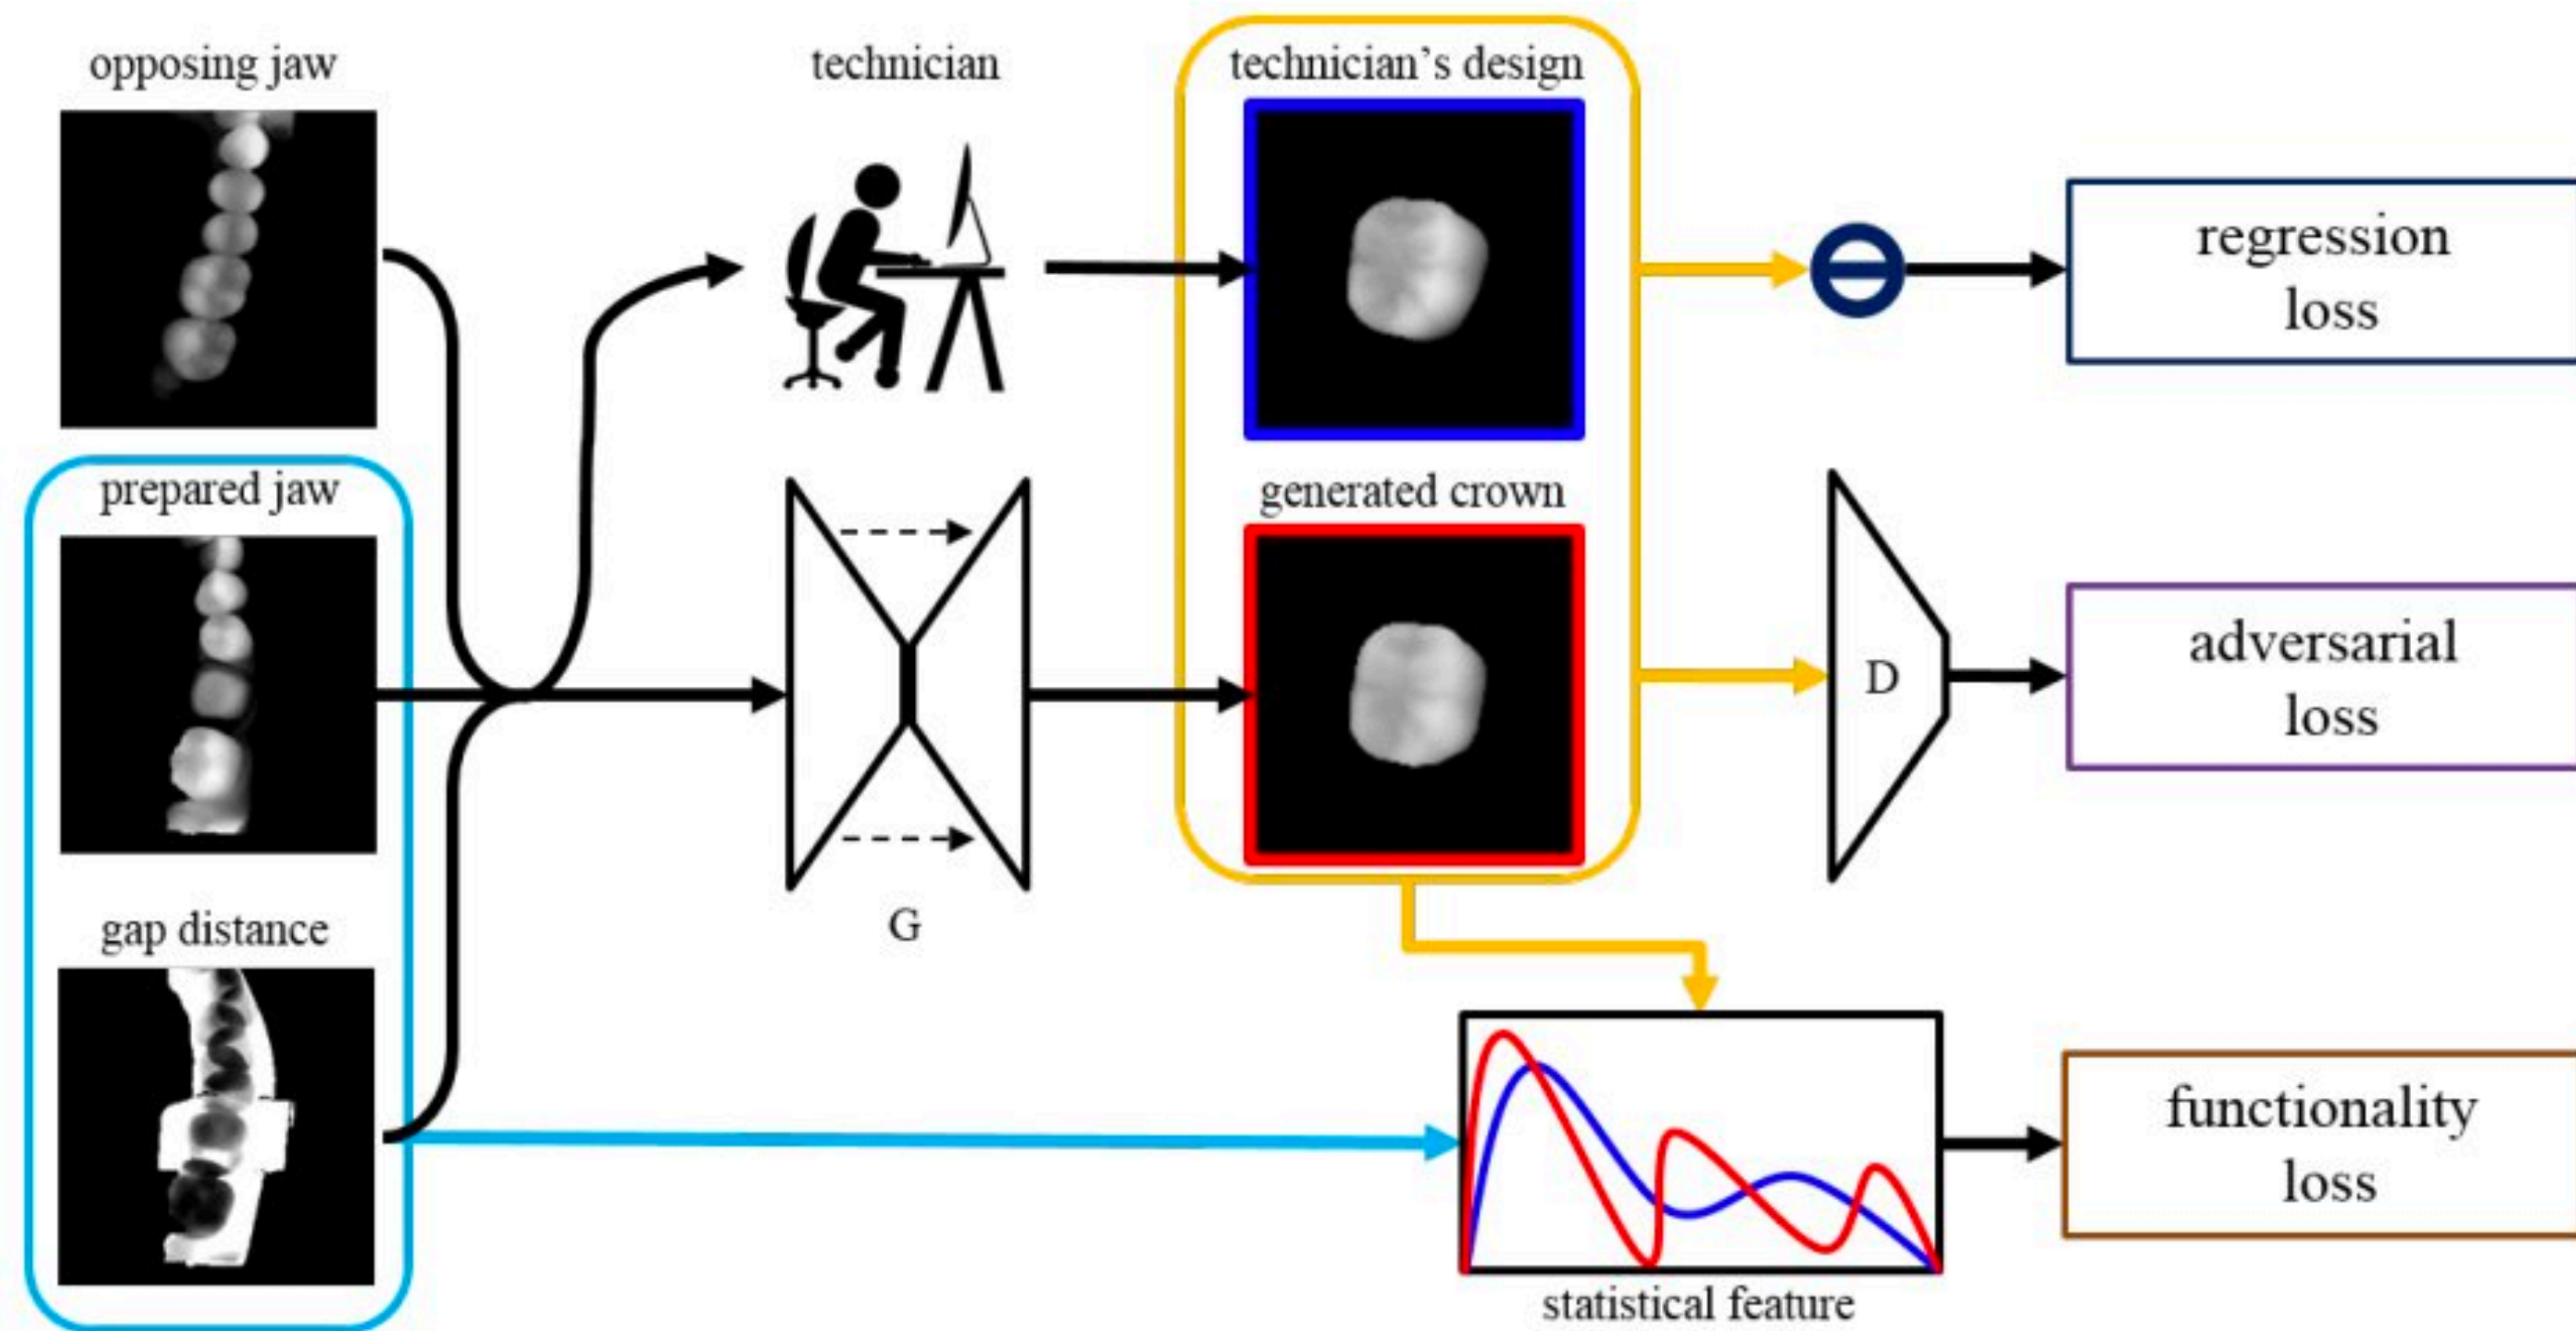 opposing jaw
technician
technician's design
regression
loss
prepared jaw
generated crown
D
adversarial
loss
gap distance
G
functionality
loss
statistical feature